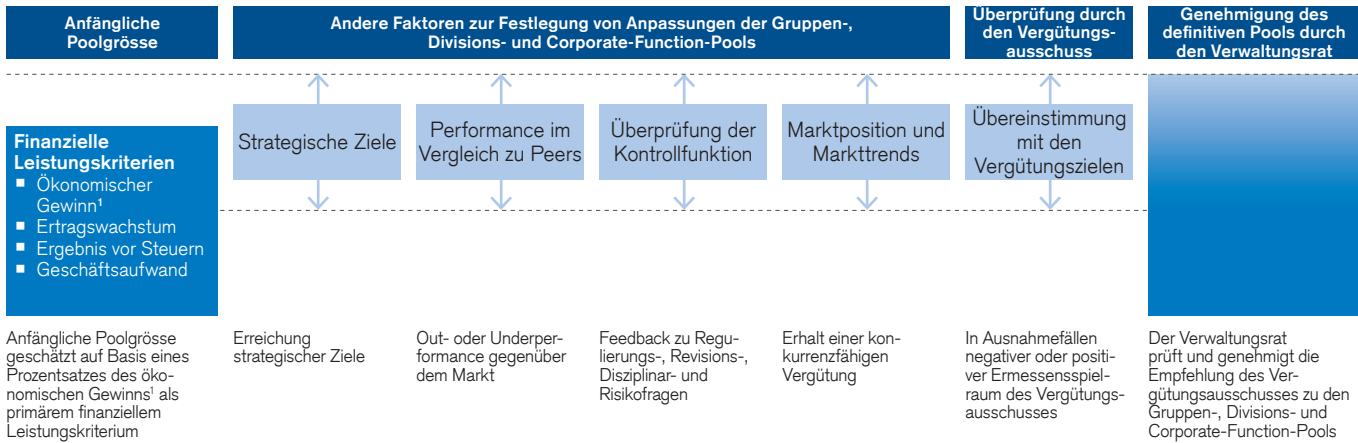 Anfängliche
Poolgrösse
Andere Faktoren zur Festlegung von Anpassungen der Gruppen-,
Divisions- und Corporate-Function-Pools
Überprüfung durch
den Vergütungs-
ausschuss
Genehmigung des
definitiven Pools durch
den Verwaltungsrat
Finanzielle
Leistungskriterien
■ Ökonomischer
Gewinn¹
■ Ertragswachstum
■ Ergebnis vor Steuern
■ Geschäftsaufwand
Strategische Ziele
Performance im
Vergleich zu Peers
Überprüfung der
Kontrollfunktion
Marktposition und
Markttrends
Übereinstimmung
mit den
Vergütungszielen
Anfängliche Poolgrösse
geschätzt auf Basis eines
Prozentsatzes des öko-
nomischen Gewinns¹ als
primärem finanziellem
Leistungskriterium
Erreichung
strategischer Ziele
Out- oder Underper-
formance gegenüber
dem Markt
Feedback zu Regu-
lierungs-, Revisions-,
Disziplinar- und
Risikofragen
Erhalt einer kon-
kurrenzfähigen
Vergütung
In Ausnahmefällen
negativer oder positi-
ver Ermessensspiel-
raum des Vergütungs-
ausschusses
Der Verwaltungsrat
prüft und genehmigt die
Empfehlung des Ver-
gütungsausschusses zu den
Gruppen-, Divisions- und
Corporate-Function-Pools